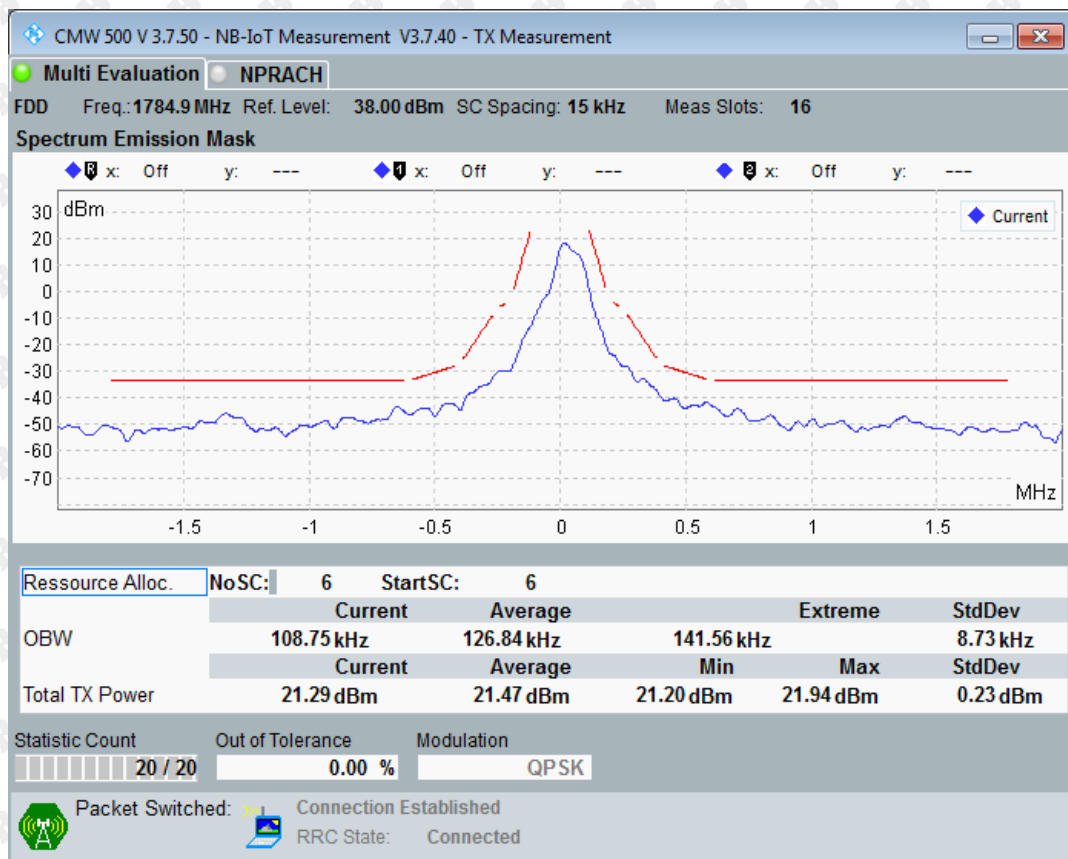 CMW 500 V 3.7.50 - NB-IoT Measurement V3.7.40 - TX Measurement
Multi Evaluation NPRACH
FDD Freq.: 1784.9 MHz Ref. Level: 38.00 dBm SC Spacing: 15 kHz Meas Slots: 16
Spectrum Emission Mask
R x: Off y: --- 1 x: Off y: --- 2 x: Off y: ---
dBm
Current
30
20
10
0
-10
-20
-30
-40
-50
-60
-70
MHz
-1.5 -1 -0.5 0 0.5 1 1.5
Ressource Alloc. NoSC: 6 StartSC: 6
Current Average Extreme StdDev
OBW 108.75 kHz 126.84 kHz 141.56 kHz 8.73 kHz
Current Average Min Max StdDev
Total TX Power 21.29 dBm 21.47 dBm 21.20 dBm 21.94 dBm 0.23 dBm
Statistic Count Out of Tolerance Modulation
20 / 20 0.00 % QPSK
Packet Switched: Connection Established
RRC State: Connected